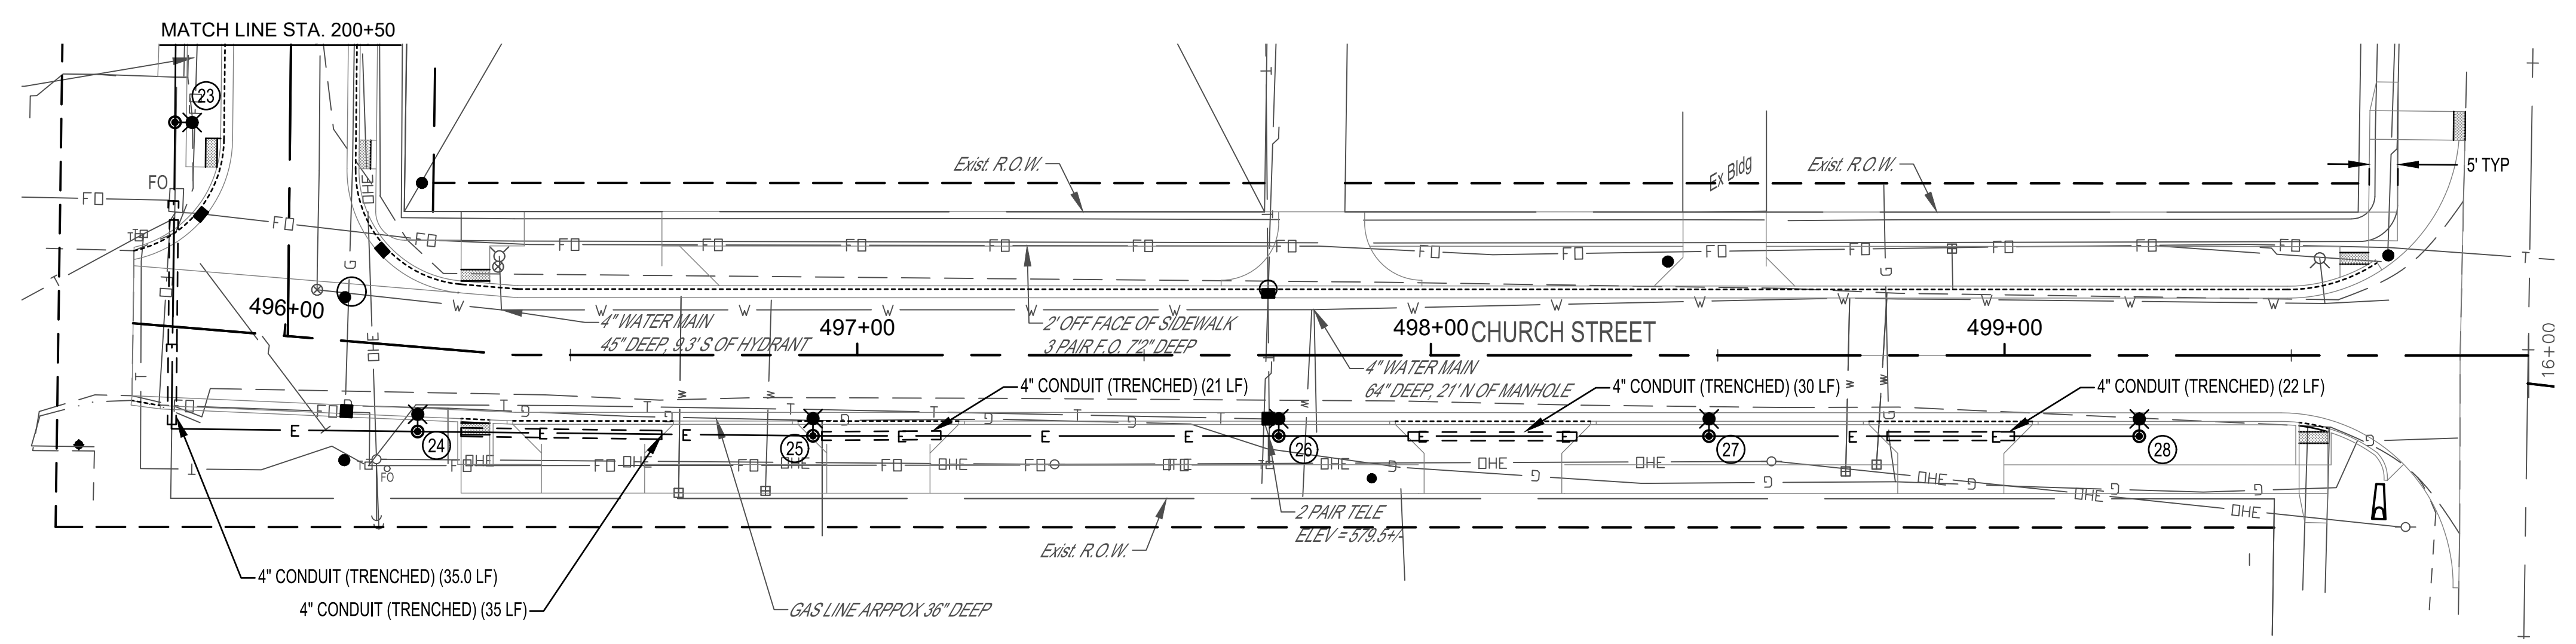 MATCH LINE STA. 200+50
23
FO
Exist. R.O.W.
Ex Bldg
Exist. R.O.W.
5' TYP
FO FO FO FO FO FO FO FO FO FO FO FO FO FO FO FO
OHE
G
T
496+00
W W W W W W W W W W W W W
4" WATER MAIN
45" DEEP, 9.3' S OF HYDRANT
497+00
2' OFF FACE OF SIDEWALK
3 PAIR F.O. 7'2" DEEP
498+00
CHURCH STREET
499+00
16+00
4" WATER MAIN
64" DEEP, 21' N OF MANHOLE
4" CONDUIT (TRENCHED) (21 LF)
4" CONDUIT (TRENCHED) (30 LF)
4" CONDUIT (TRENCHED) (22 LF)
E E E E E E E E E E E
24
25
26
27
28
FO
OHE OHE OHE OHE OHE OHE OHE OHE OHE OHE
2 PAIR TELE
ELEV = 579.5+/-
Exist. R.O.W.
4" CONDUIT (TRENCHED) (35.0 LF)
4" CONDUIT (TRENCHED) (35 LF)
GAS LINE ARPPOX 36" DEEP